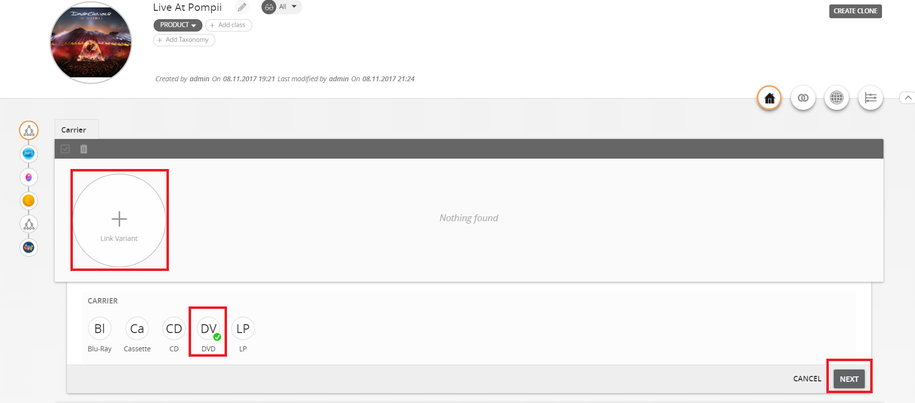 Live At Pompii
All
CREATE CLONE
PRODUCT
+ Add class
+ Add Taxonomy
Created by admin On 08.11.2017 19:21 Last modified by admin On 08.11.2017 21:24
Carrier
Link Variant
Nothing found
CARRIER
Bl Ca CD DV LP
Blu-Ray Cassette CD DVD LP
CANCEL NEXT